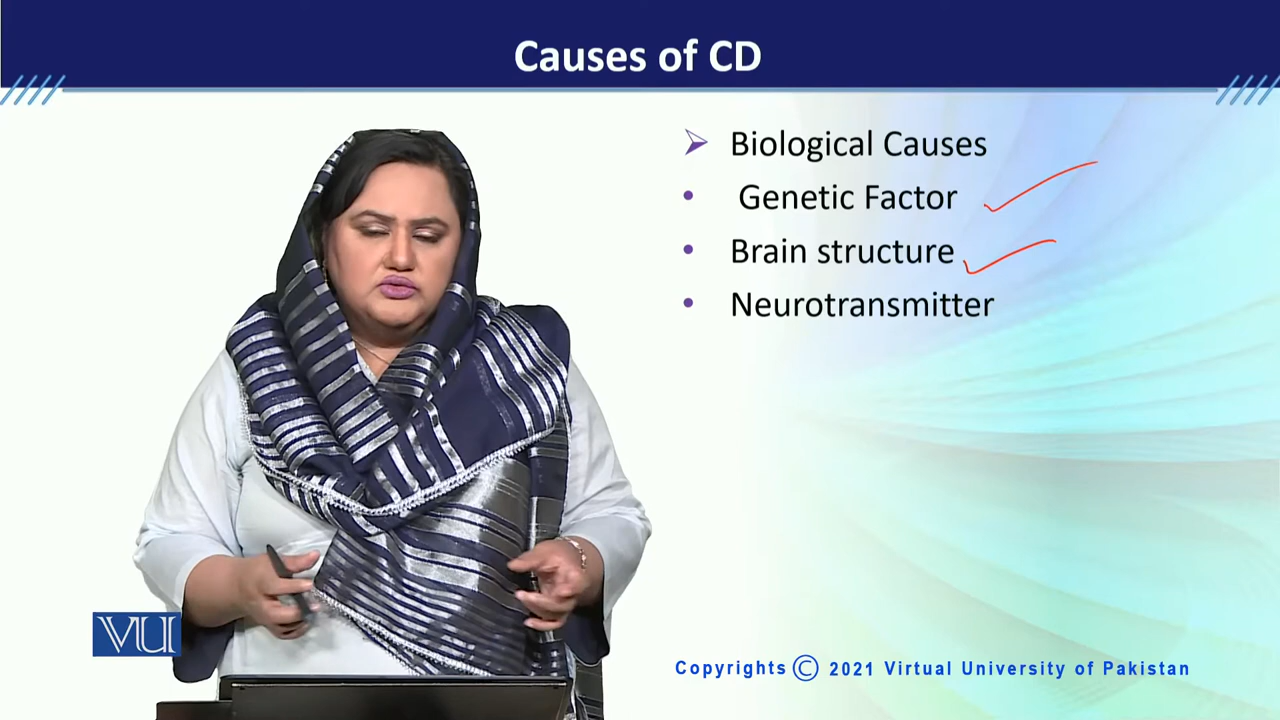 Causes of CD
Biological Causes
Genetic Factor
Brain structure
Neurotransmitter
VU
Copyrights © 2021 Virtual University of Pakistan